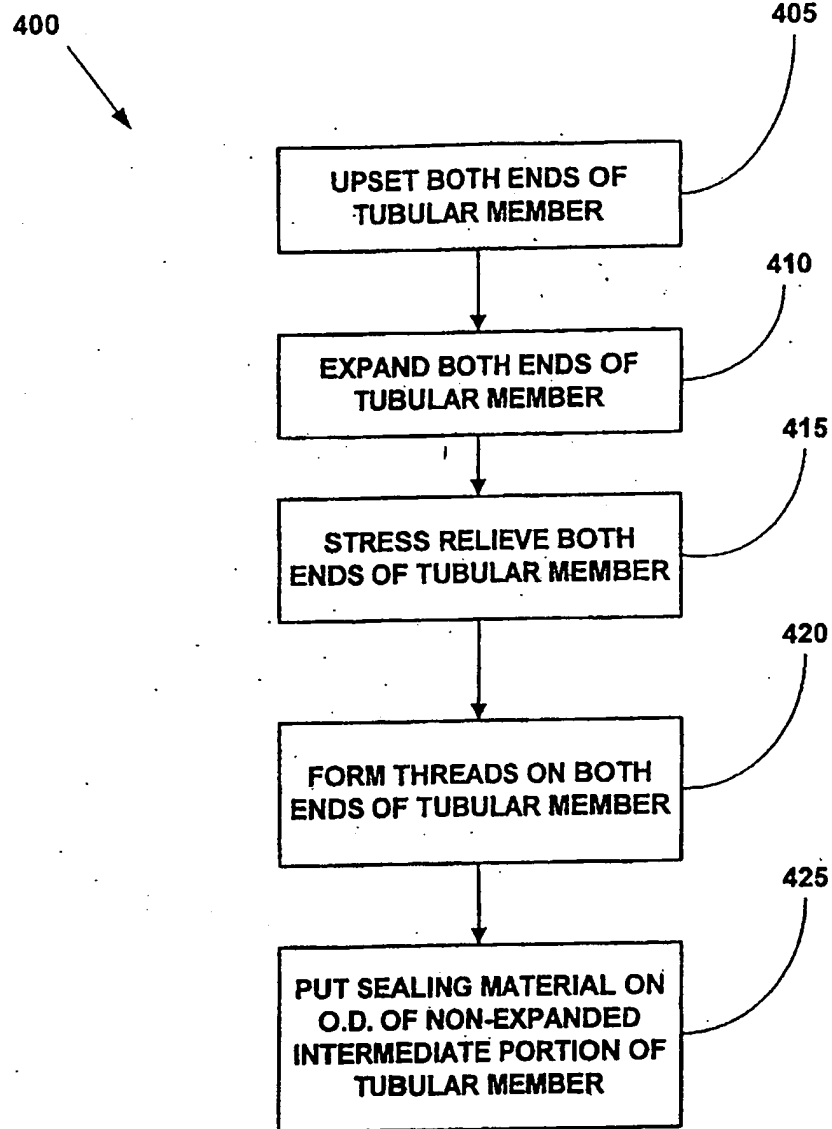 400
405
UPSET BOTH ENDS OF
TUBULAR MEMBER
410
EXPAND BOTH ENDS OF
TUBULAR MEMBER
415
STRESS RELIEVE BOTH
ENDS OF TUBULAR MEMBER
420
FORM THREADS ON BOTH
ENDS OF TUBULAR MEMBER
425
PUT SEALING MATERIAL ON
O.D. OF NON-EXPANDED
INTERMEDIATE PORTION OF
TUBULAR MEMBER